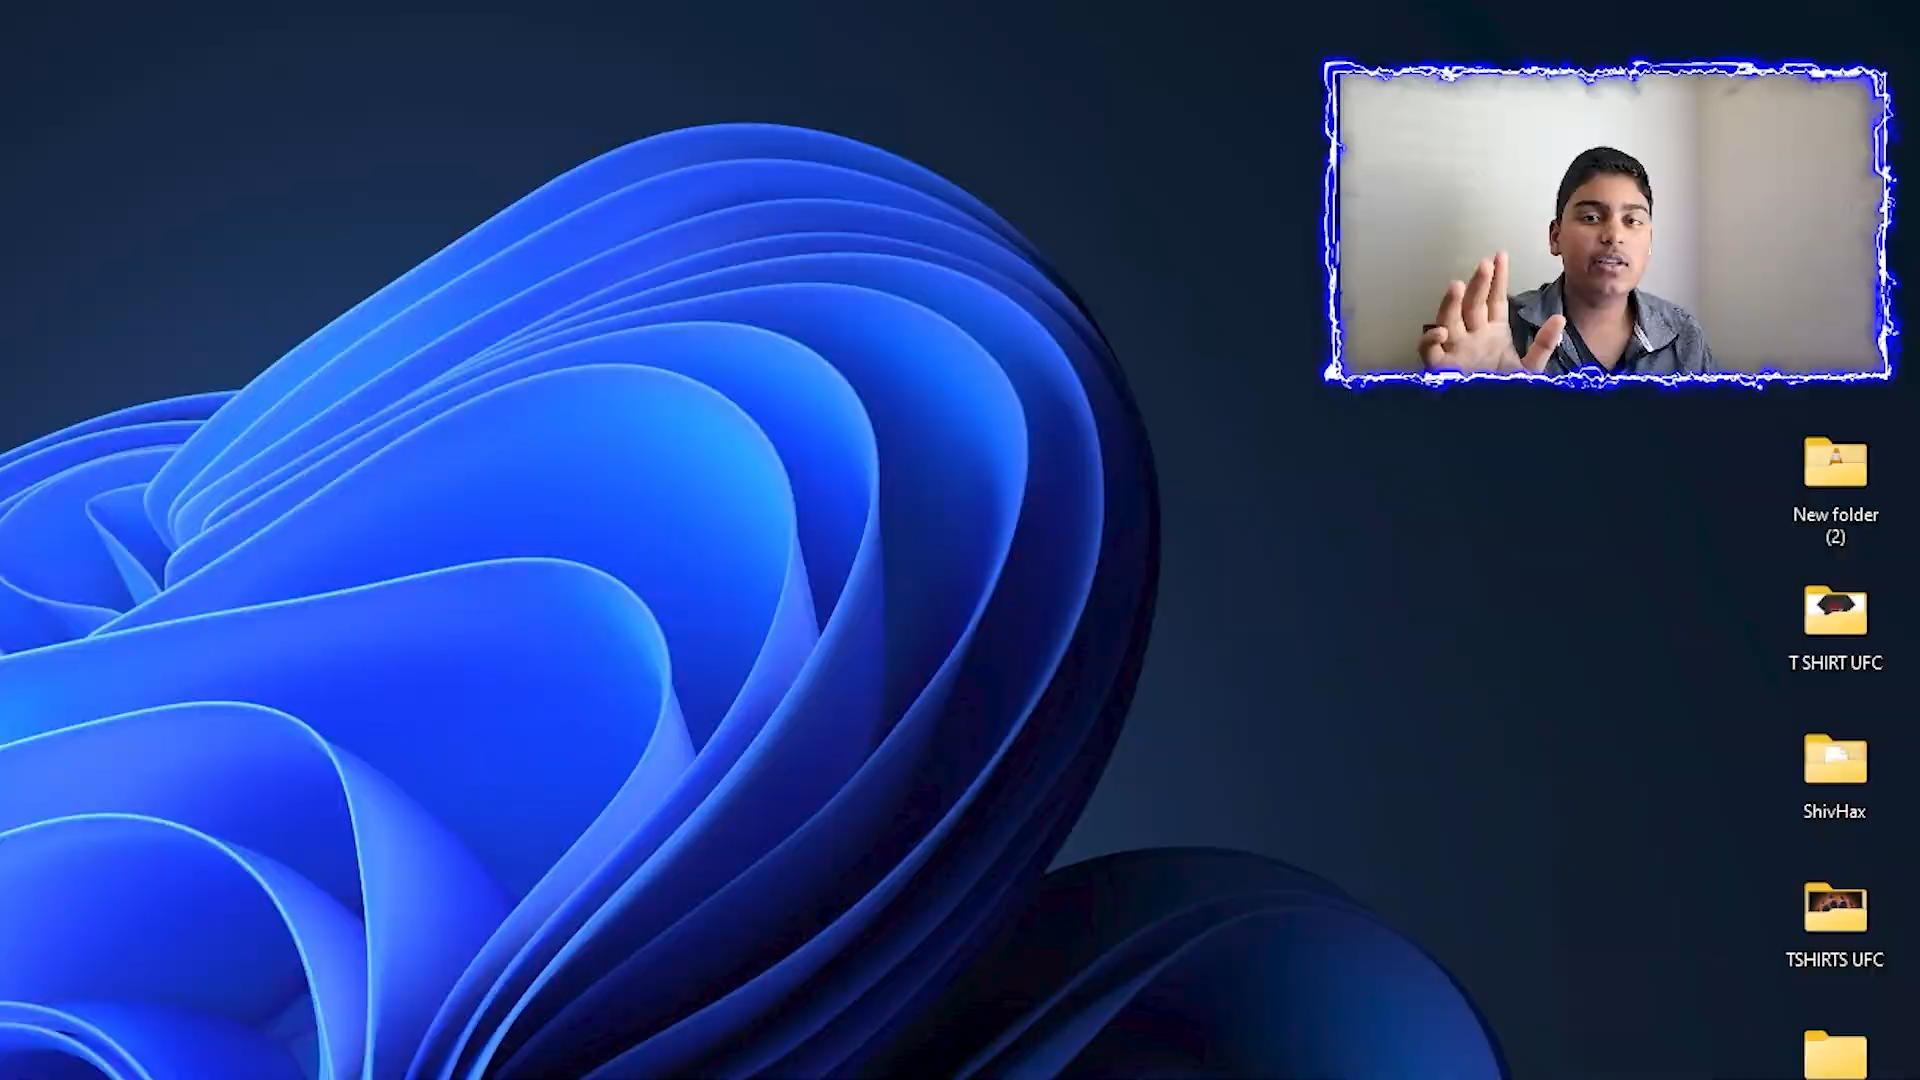 New folder
(2)
T SHIRT UFC
ShivHax
TSHIRTS UFC